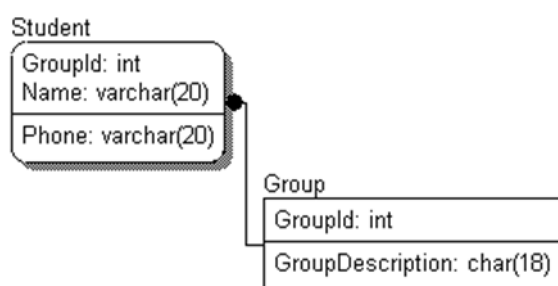 Student
GroupId: int
Name: varchar(20)
Phone: varchar(20)
Group
GroupId: int
GroupDescription: char(18)